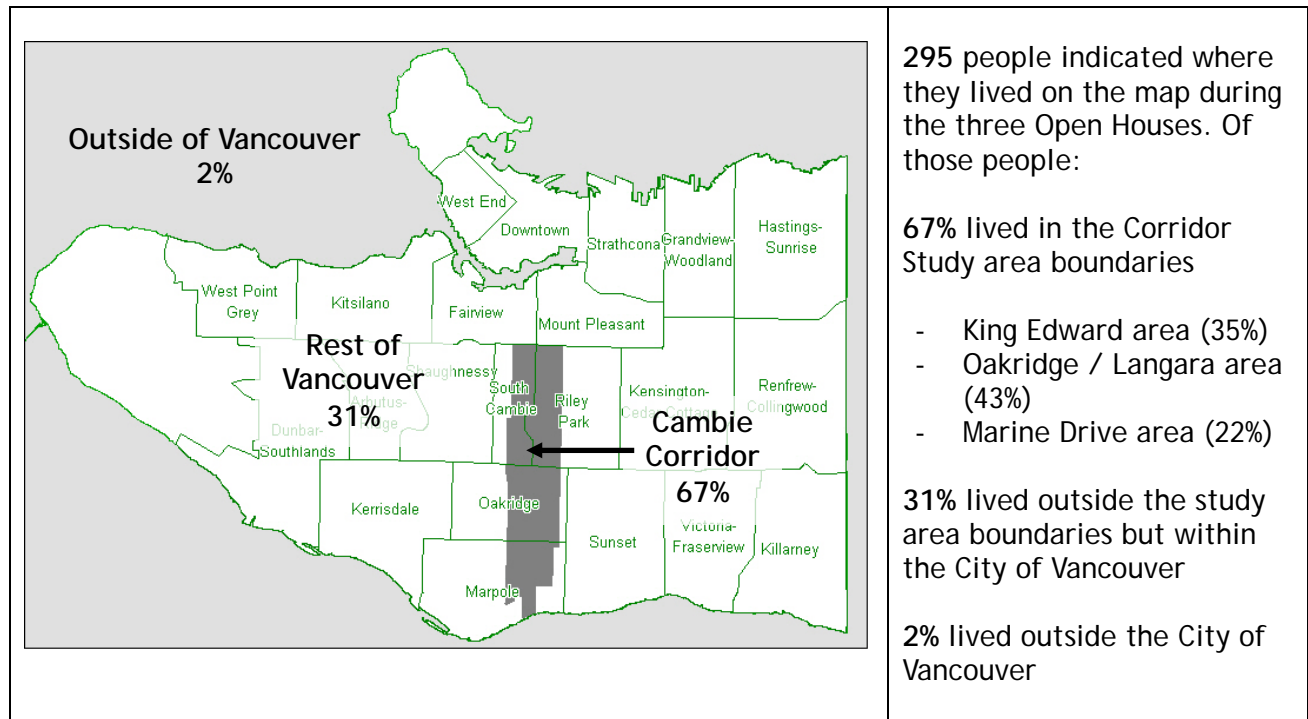 Outside of Vancouver
2%
West End
Downtown
Strathcona
Grandview-
Woodland
Hastings-
Sunrise
West Point
Grey
Kitsilano
Fairview
Mount Pleasant
Rest of
Vancouver
31%
Shaughnessy
Arbutus-
Ridge
Dunbar-
Southlands
South
Cambie
Riley
Park
Kensington-
Cedar Cottage
Renfrew-
Collingwood
Cambie
Corridor
67%
Kerrisdale
Oakridge
Marpole
Sunset
Victoria-
Fraserview
Killarney
295 people indicated where
they lived on the map during
the three Open Houses. Of
those people:
67% lived in the Corridor
Study area boundaries
- King Edward area (35%)
- Oakridge / Langara area
(43%)
- Marine Drive area (22%)
31% lived outside the study
area boundaries but within
the City of Vancouver
2% lived outside the City of
Vancouver